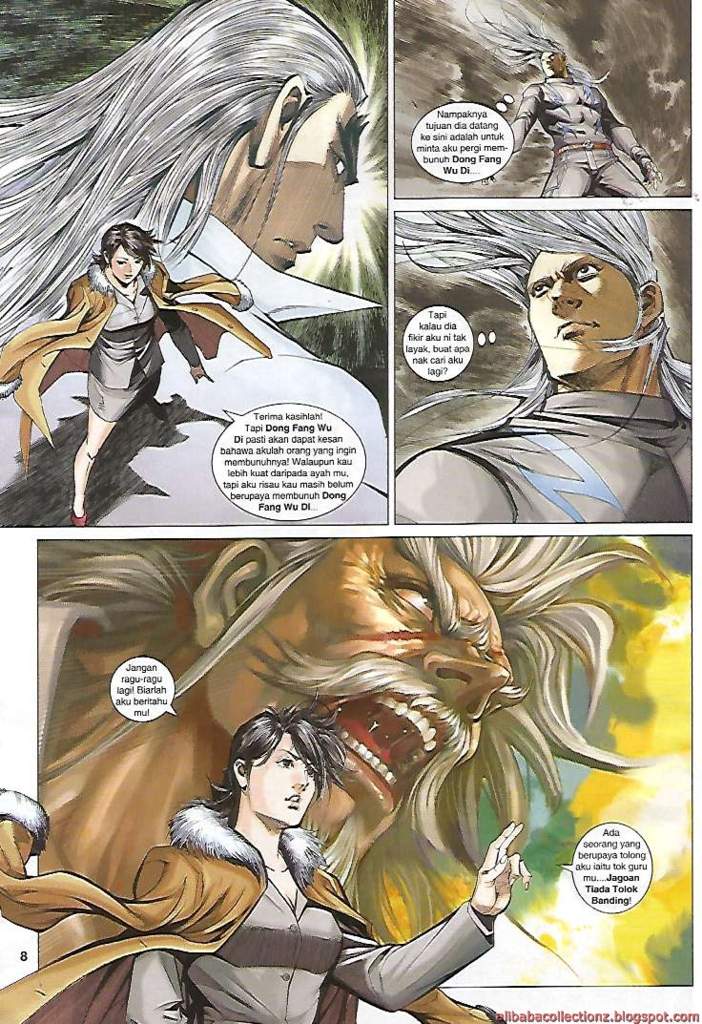 Terima kasihlah!
Tapi Dong Fang Wu
Di pasti akan dapat kesan
bahawa akulah orang yang ingin
membunuhnya! Walaupun kau
lebih kuat daripada ayah mu,
tapi aku risau kau masih belum
berupaya membunuh Dong
Fang Wu Di...
Nampaknya
tujuan dia datang
ke sini adalah untuk
minta aku pergi mem-
bunuh Dong Fang
Wu Di....
Tapi
kalau dia
fikir aku ni tak
layak, buat apa
nak cari aku
lagi?
Jangan
ragu-ragu
lagi! Biarlah
aku beritahu
mu!
Ada
seorang yang
berupaya tolong
aku iaitu tok guru
mu....Jagoan
Tiada Tolok
Banding!
8
alibabacollectionz.blogspot.com